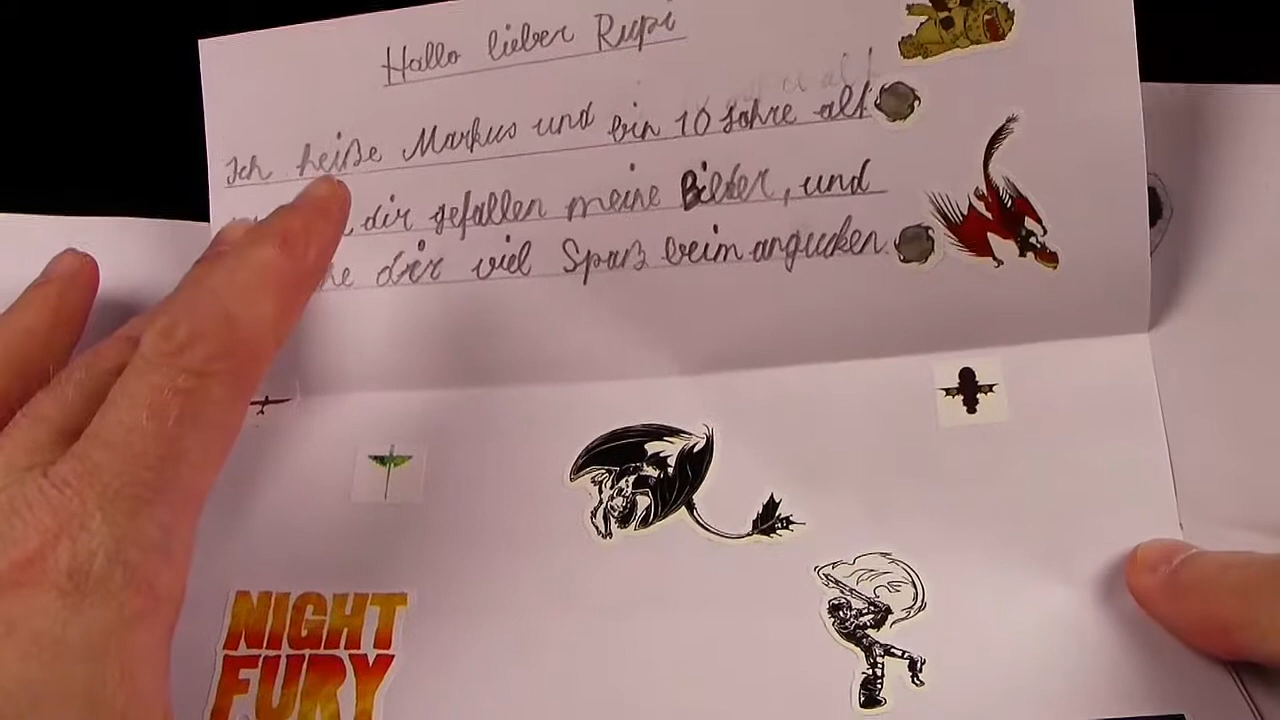 Hallo lieber Rupi
Ich heiße Markus und bin 10 Jahre alt
dir gefallen meine Bilder, und
dir viel Spaß beim angucken.
NIGHT
FURY